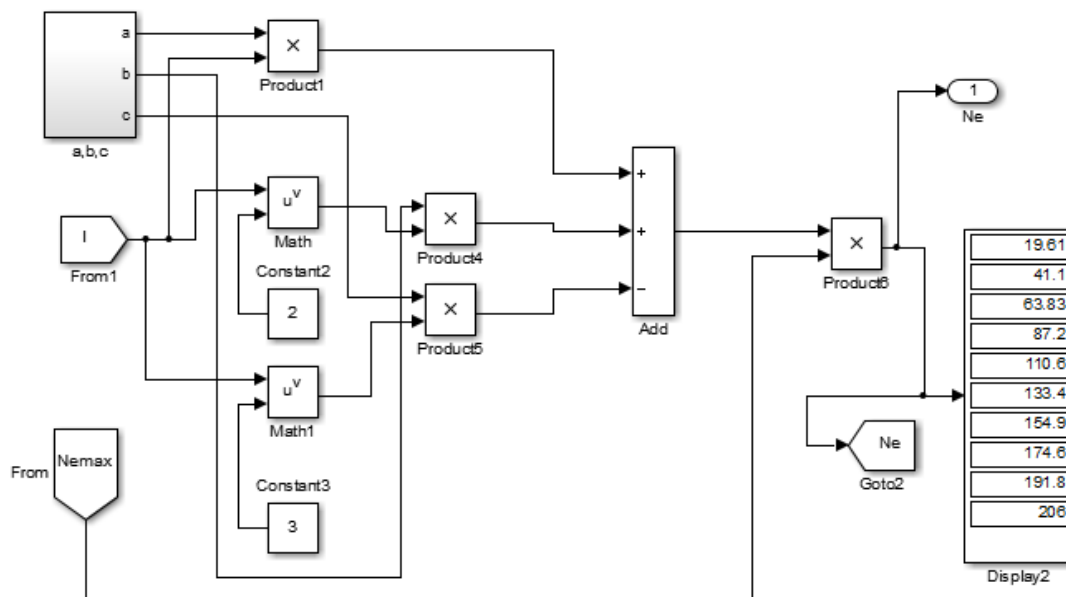 a
b
c
a,b,c
×
Product1
1
Ne
I
From1
u^v
Math
Constant2
2
×
Product4
×
Product5
+
+
−
Add
×
Product6
u^v
Math1
Constant3
3
From
Nemax
Ne
Goto2
19.61
41.1
63.83
87.2
110.6
133.4
154.9
174.6
191.8
206
Display2